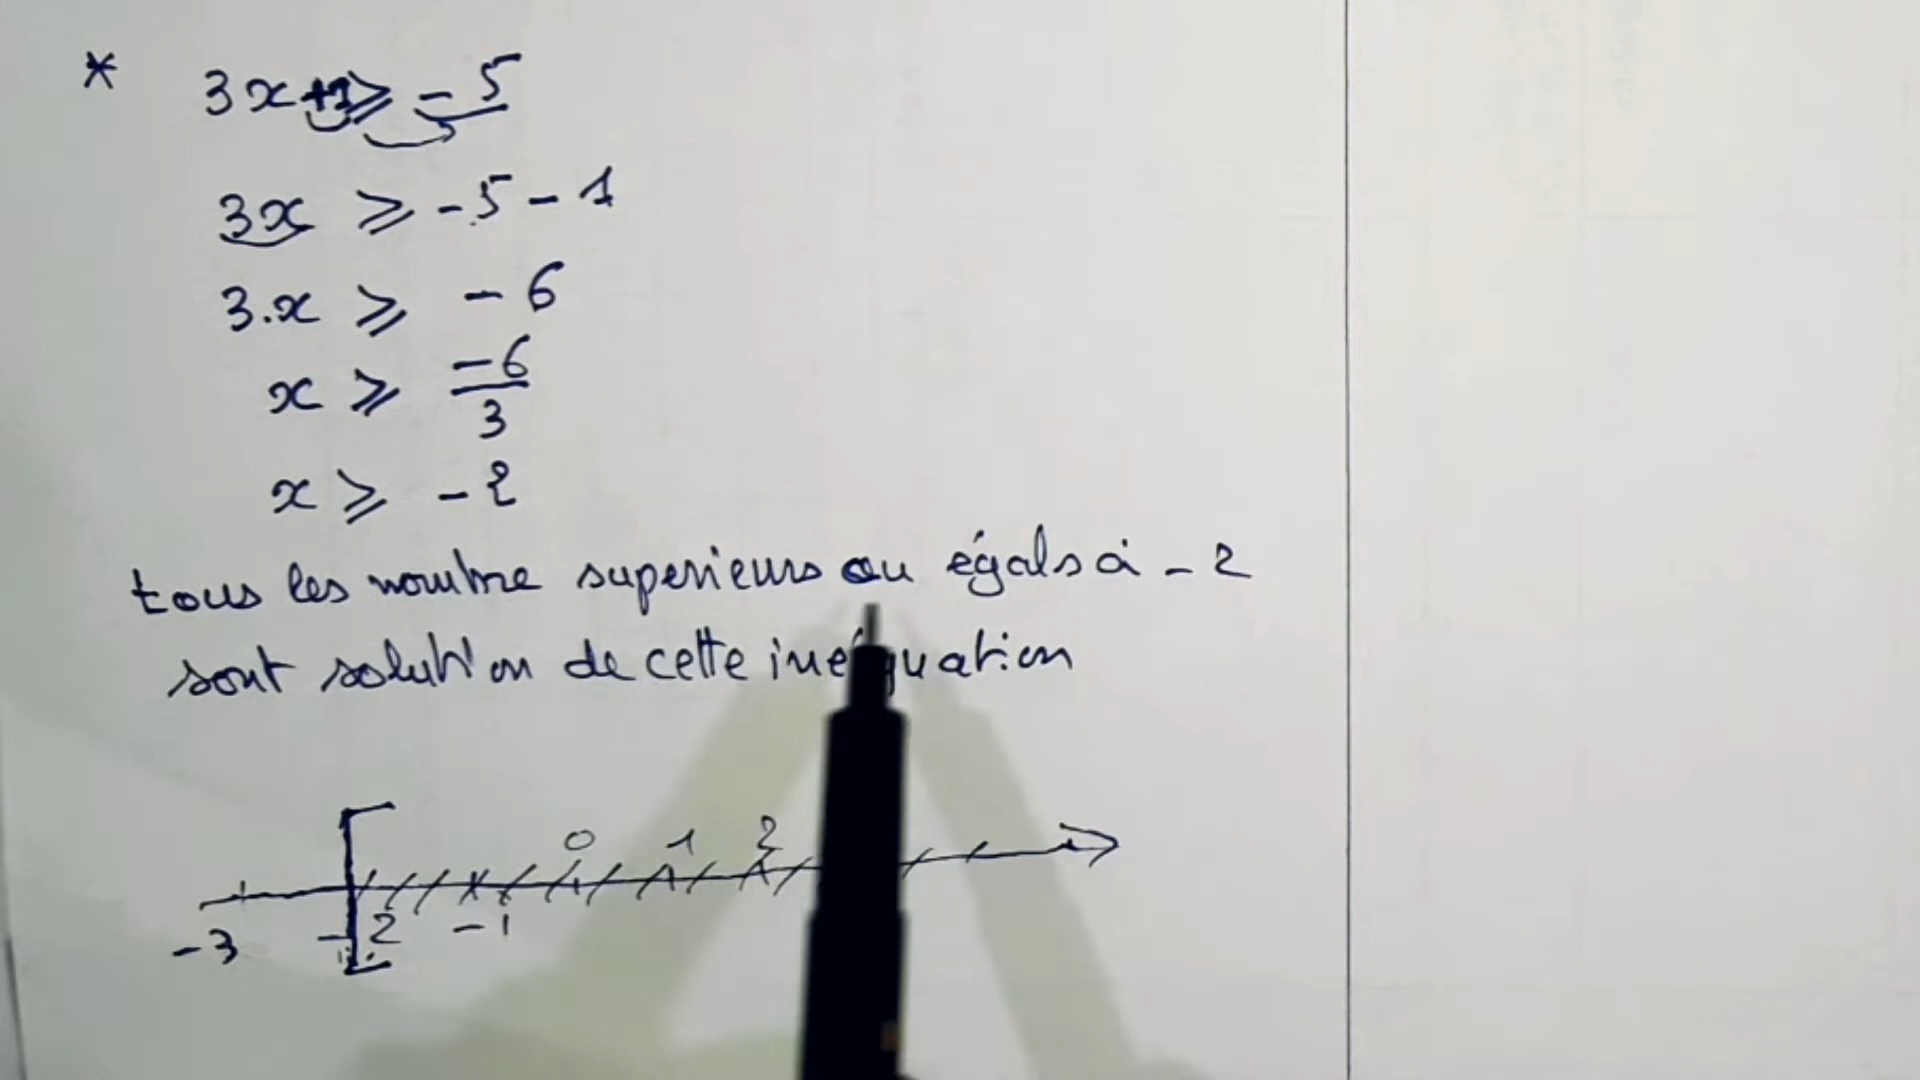 * 3x+1 ⩾ -5
3x ⩾ -5 - 1
3.x ⩾ -6
x ⩾ -6/3
x ⩾ -2
tous les nombre superieurs ou égals à -2
sont solution de cette inéquation
0 1 2
-3 -2 -1